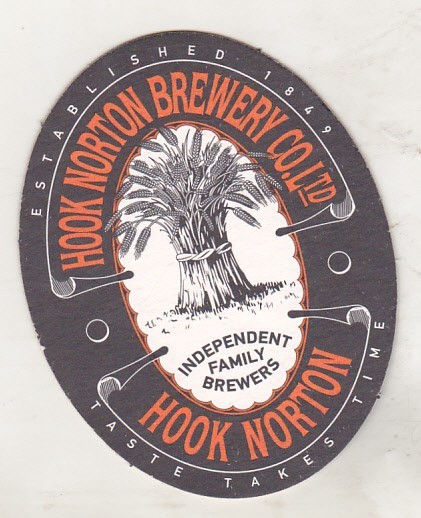 ESTABLISHED 1849
HOOK NORTON BREWERY CO. LTD
INDEPENDENT
FAMILY
BREWERS
HOOK NORTON
TASTE TAKES TIME